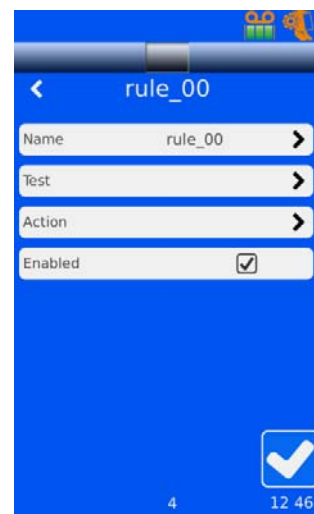 rule_00
Name rule_00
Test
Action
Enabled
4 12 46